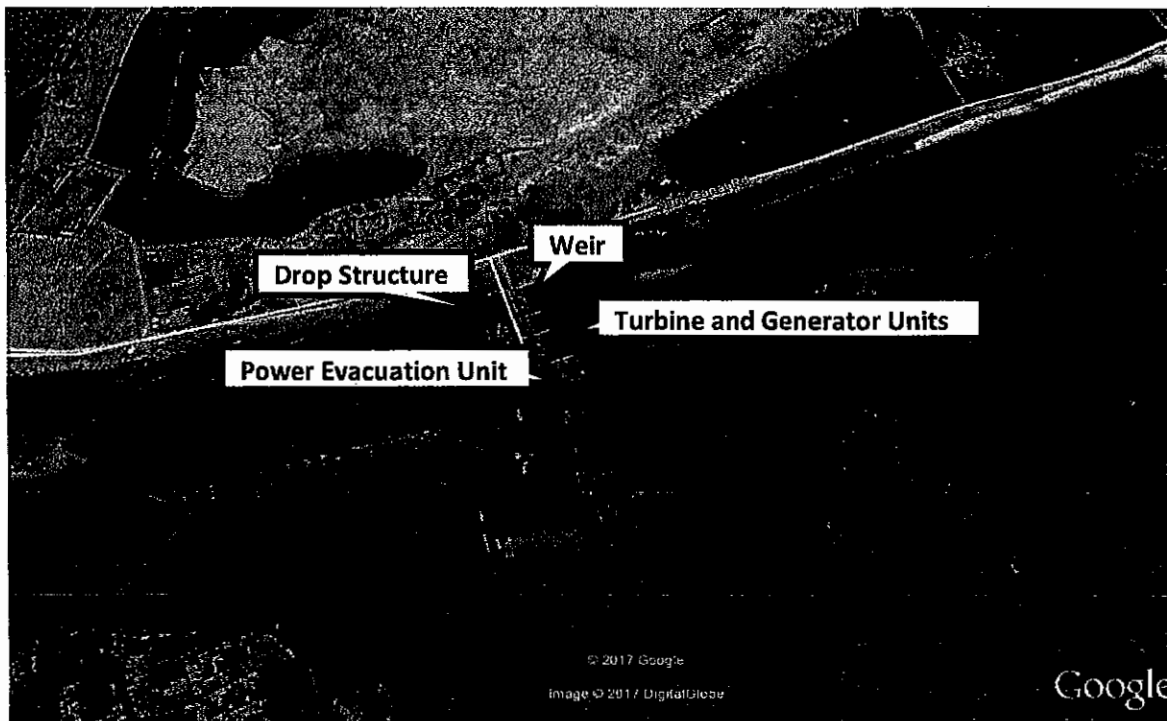 Weir
Drop Structure
Turbine and Generator Units
Power Evacuation Unit
© 2017 Google
Image © 2017 DigitalGlobe
Google